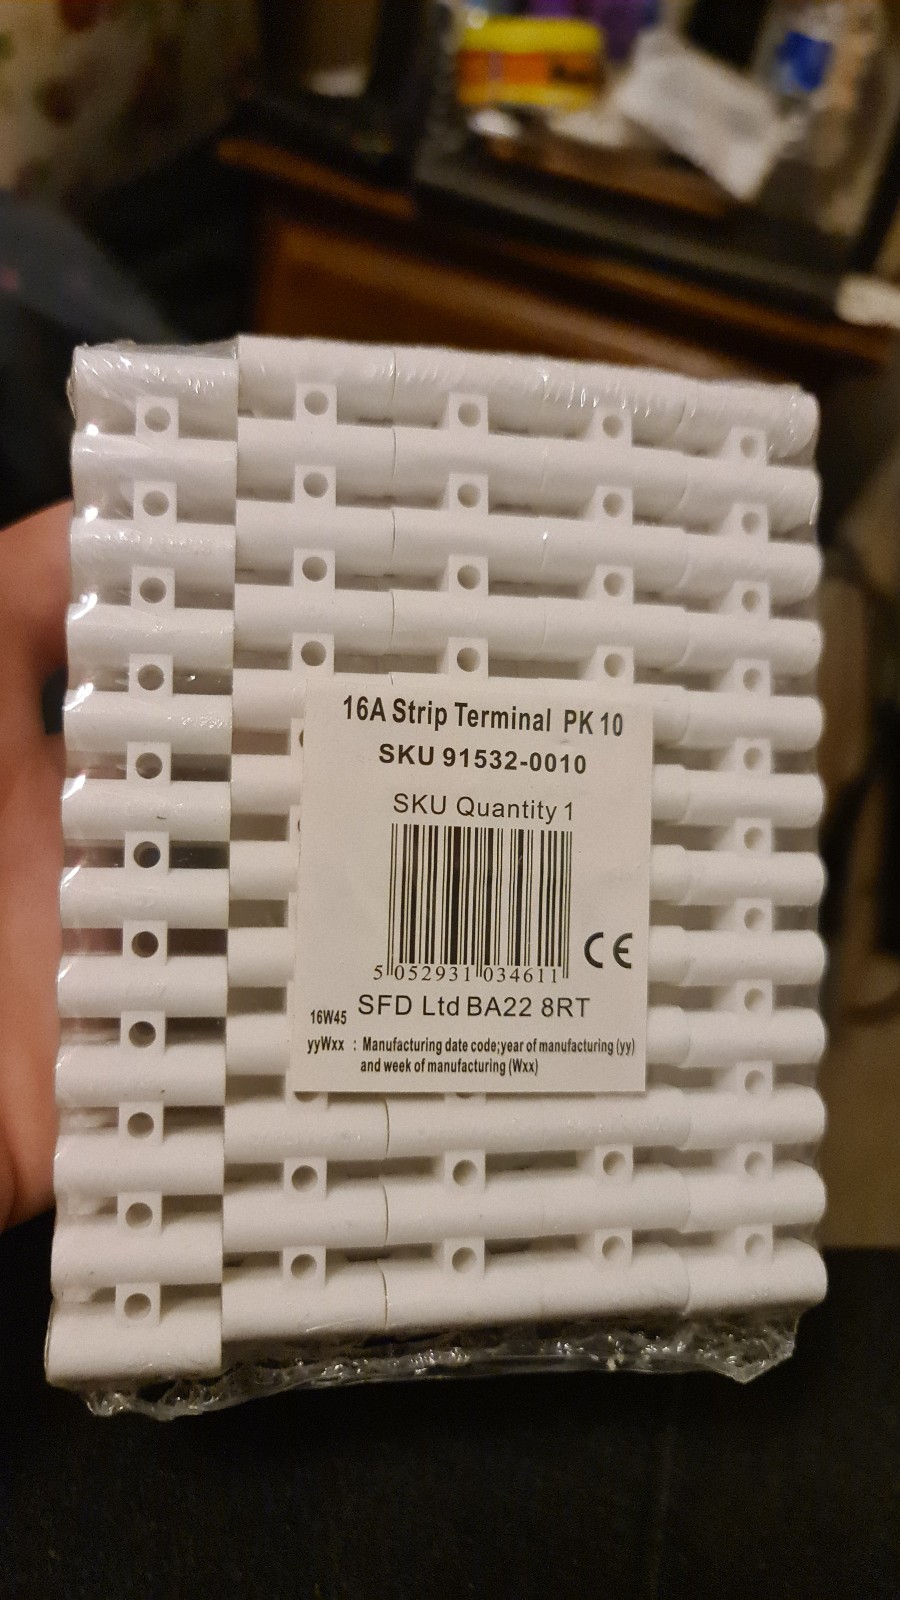 16A Strip Terminal PK 10
SKU 91532-0010
SKU Quantity 1
5 052931 034611
CE
16W45 SFD Ltd BA22 8RT
yyWxx : Manufacturing date code;year of manufacturing (yy)
and week of manufacturing (Wxx)